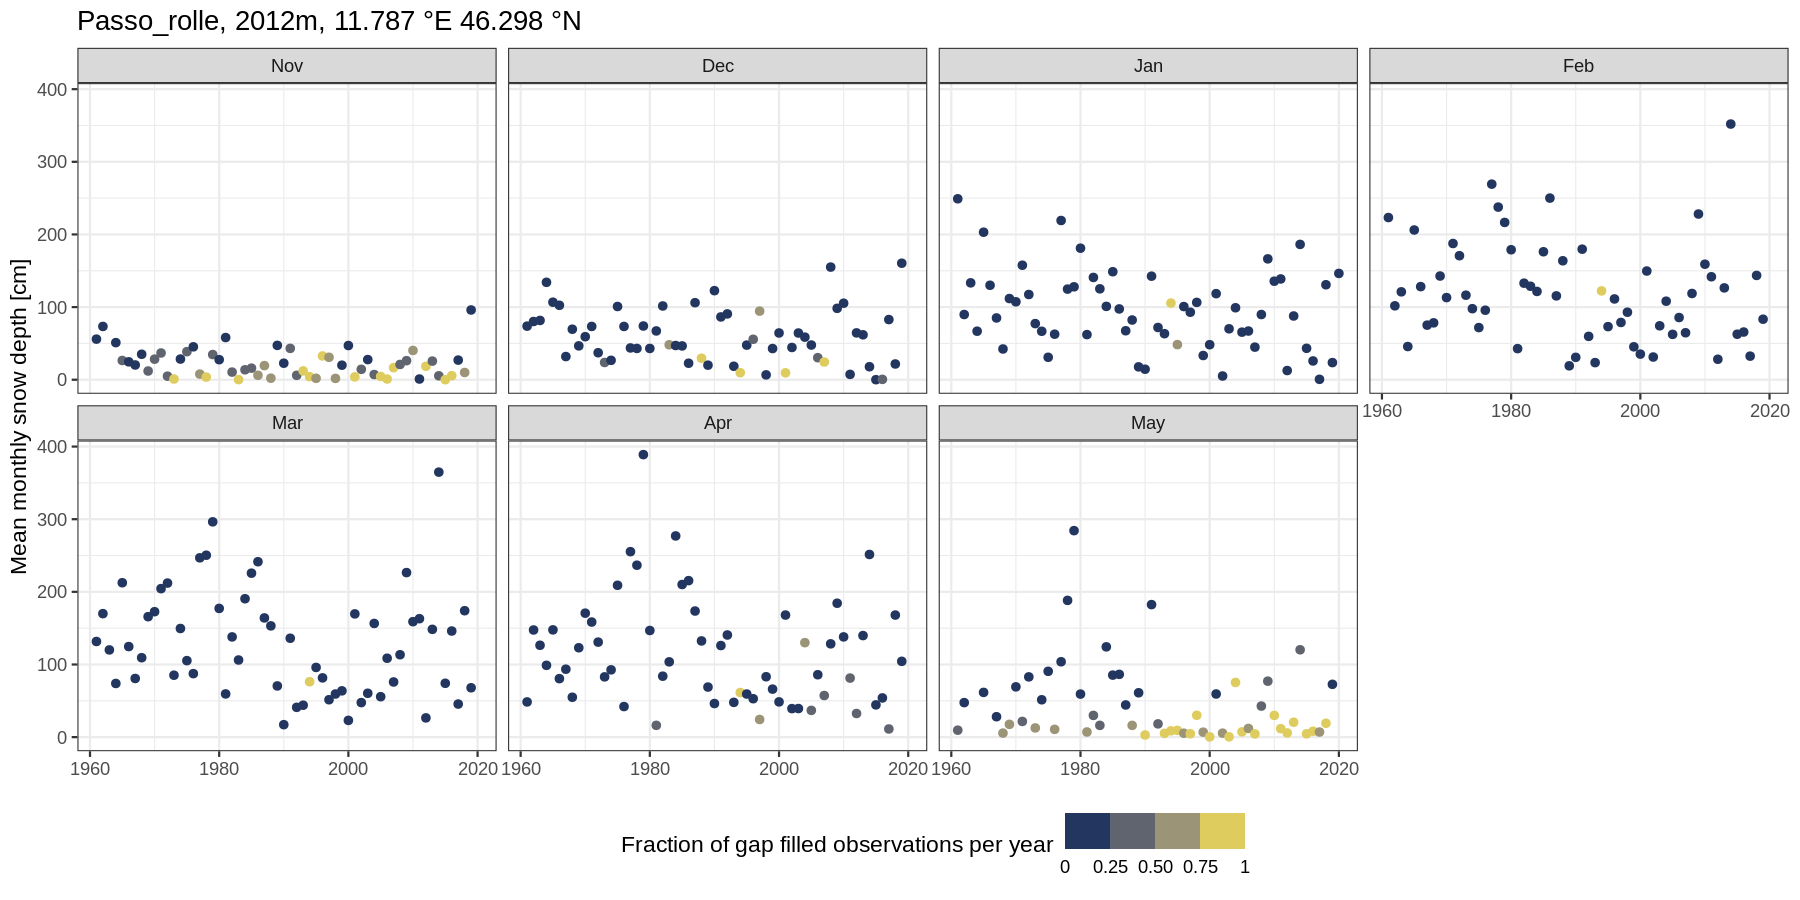 Passo_rolle, 2012m, 11.787 °E 46.298 °N
Nov
Dec
Jan
Feb
400
300
200
100
0
1960 1980 2000 2020
Mar
Apr
May
400
300
200
100
0
1960 1980 2000 2020
1960 1980 2000 2020
1960 1980 2000 2020
Mean monthly snow depth [cm]
Fraction of gap filled observations per year
0 0.25 0.50 0.75 1